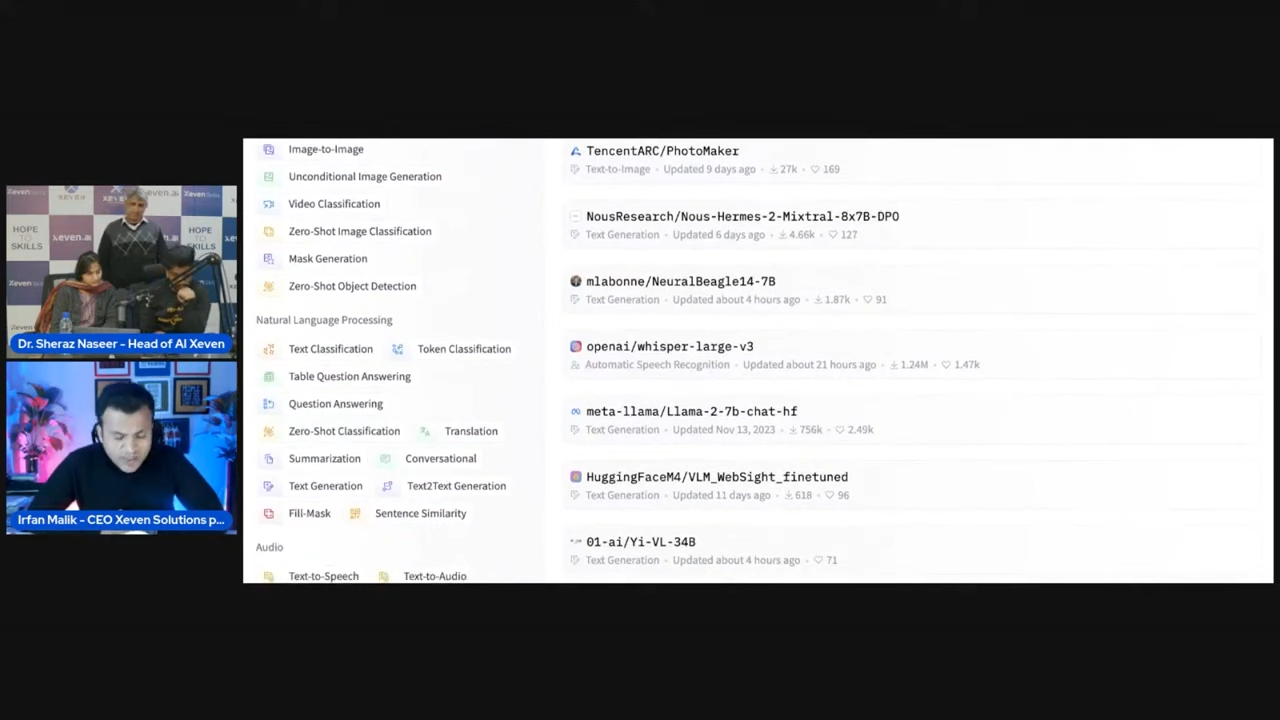 Xeven
XEVEN
HOPE
TO
SKILLS
xeven.ai
HOPE
TO
SKILLS
Dr. Sheraz Naseer - Head of AI Xeven
Irfan Malik - CEO Xeven Solutions p...
Image-to-Image
Unconditional Image Generation
Video Classification
Zero-Shot Image Classification
Mask Generation
Zero-Shot Object Detection
Natural Language Processing
Text Classification Token Classification
Table Question Answering
Question Answering
Zero-Shot Classification Translation
Summarization Conversational
Text Generation Text2Text Generation
Fill-Mask Sentence Similarity
Audio
Text-to-Speech Text-to-Audio
TencentARC/PhotoMaker
Text-to-Image • Updated 9 days ago • 27k • 169
NousResearch/Nous-Hermes-2-Mixtral-8x7B-DPO
Text Generation • Updated 6 days ago • 4.66k • 127
mlabonne/NeuralBeagle14-7B
Text Generation • Updated about 4 hours ago • 1.87k • 91
openai/whisper-large-v3
Automatic Speech Recognition • Updated about 21 hours ago • 1.24M • 1.47k
meta-llama/Llama-2-7b-chat-hf
Text Generation • Updated Nov 13, 2023 • 756k • 2.49k
HuggingFaceM4/VLM_WebSight_finetuned
Text Generation • Updated 11 days ago • 618 • 96
01-ai/Yi-VL-34B
Text Generation • Updated about 4 hours ago • 71